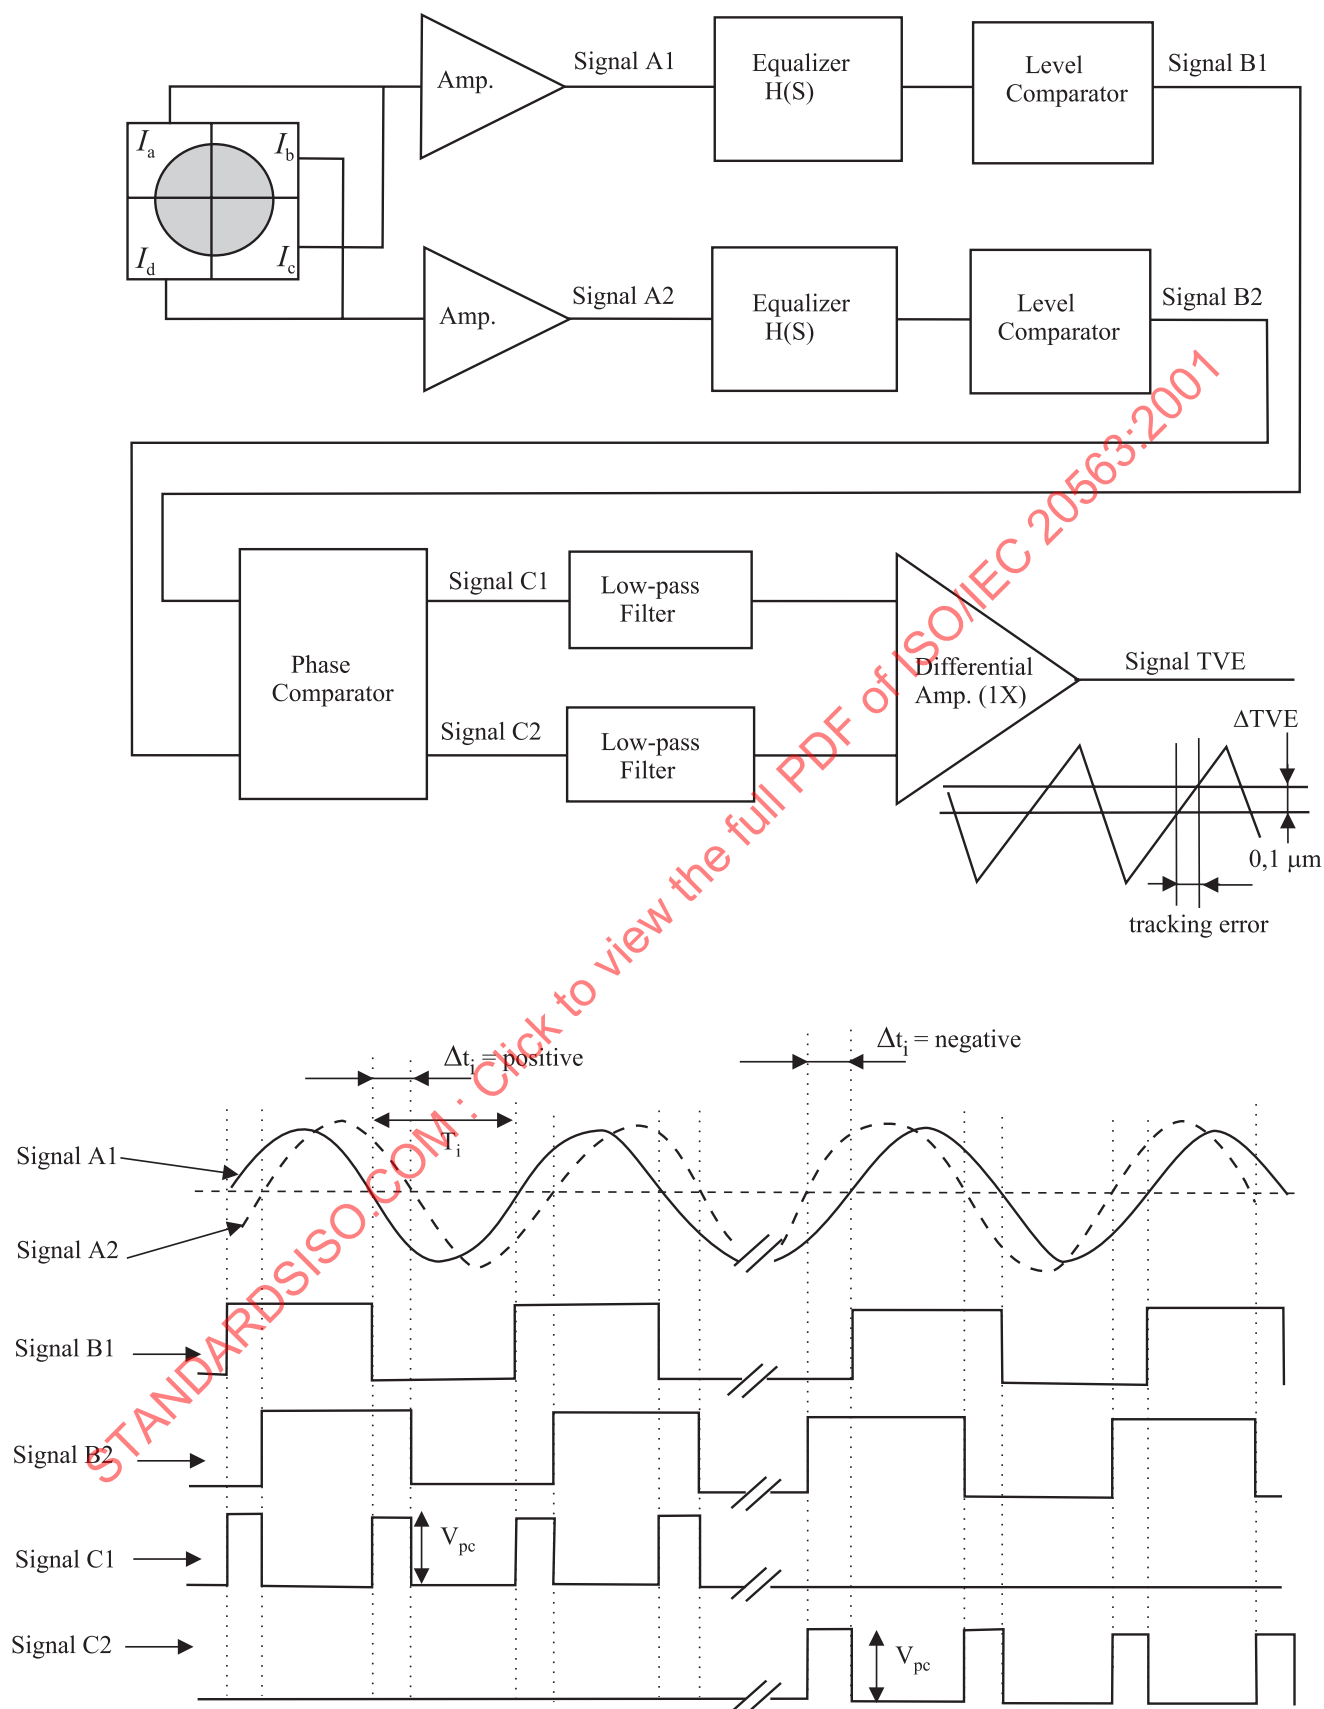 Signal A1
Equalizer
H(S)
Level
Comparator
Signal B1
Amp.
Ia
Ib
Id
Ic
Signal A2
Equalizer
H(S)
Level
Comparator
Signal B2
Amp.
Signal C1
Low-pass
Filter
Phase
Comparator
Differential
Amp. (1X)
Signal TVE
Signal C2
Low-pass
Filter
ΔTVE
0,1 μm
tracking error
Δti = positive
Δti = negative
Ti
Signal A1
Signal A2
Signal B1
Signal B2
Signal C1
Vpc
Signal C2
Vpc
STANDARDSISO.COM : Click to view the full PDF of ISO/IEC 20563:2001